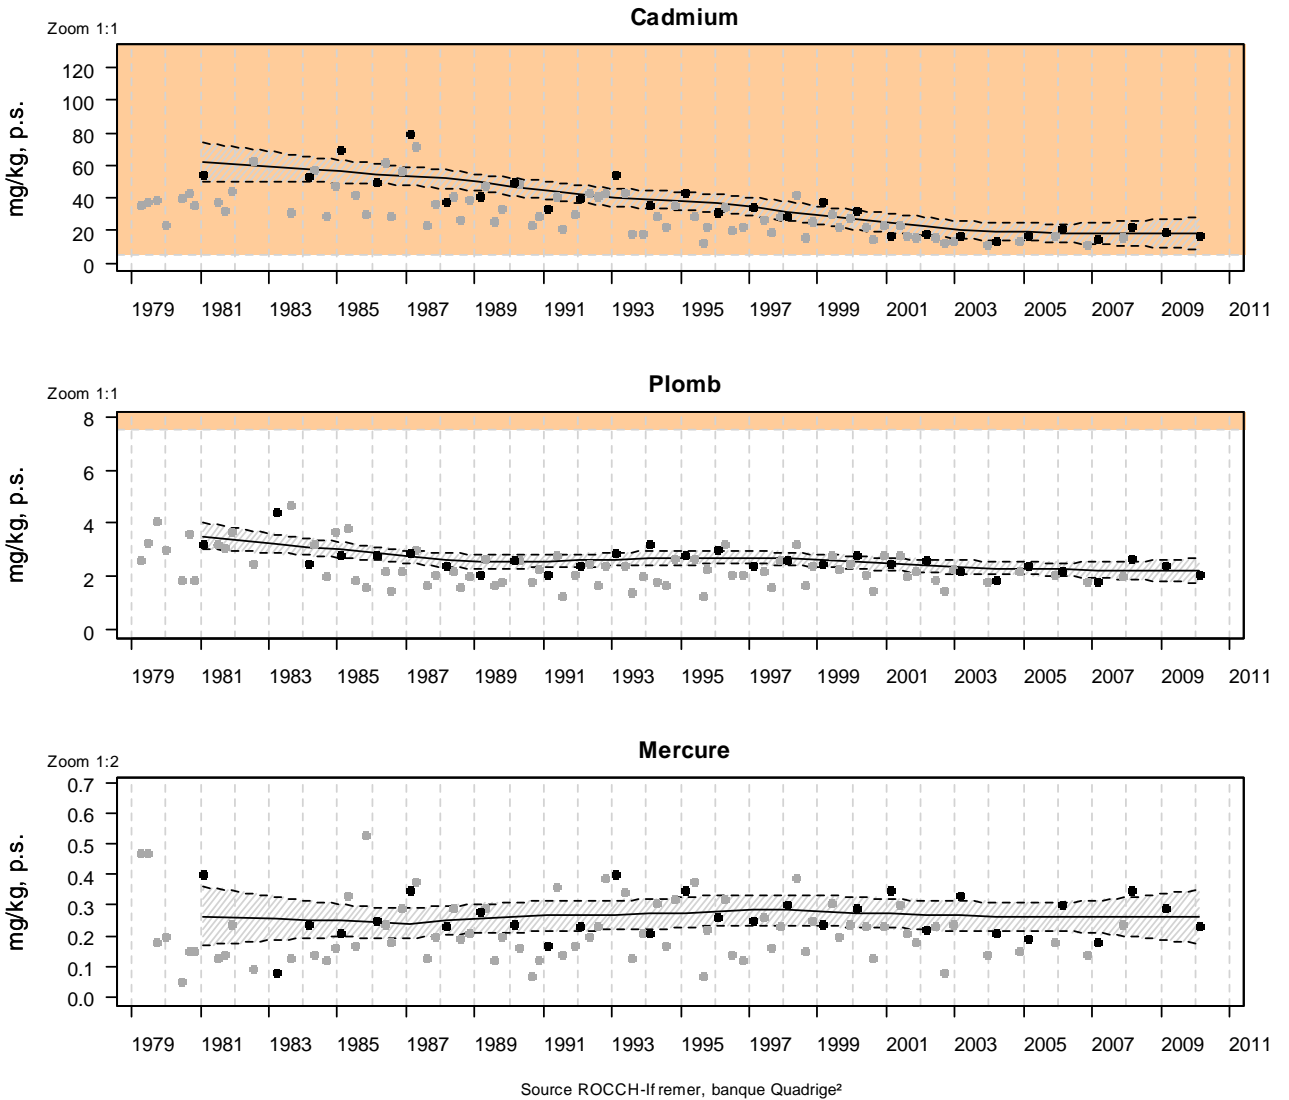 Cadmium
Zoom 1:1
mg/kg, p.s.
120
100
80
60
40
20
0
1979 1981 1983 1985 1987 1989 1991 1993 1995 1997 1999 2001 2003 2005 2007 2009 2011
Plomb
Zoom 1:1
mg/kg, p.s.
8
6
4
2
0
1979 1981 1983 1985 1987 1989 1991 1993 1995 1997 1999 2001 2003 2005 2007 2009 2011
Mercure
Zoom 1:2
mg/kg, p.s.
0.7
0.6
0.5
0.4
0.3
0.2
0.1
0.0
1979 1981 1983 1985 1987 1989 1991 1993 1995 1997 1999 2001 2003 2005 2007 2009 2011
Source ROCCH-Ifremer, banque Quadrige²